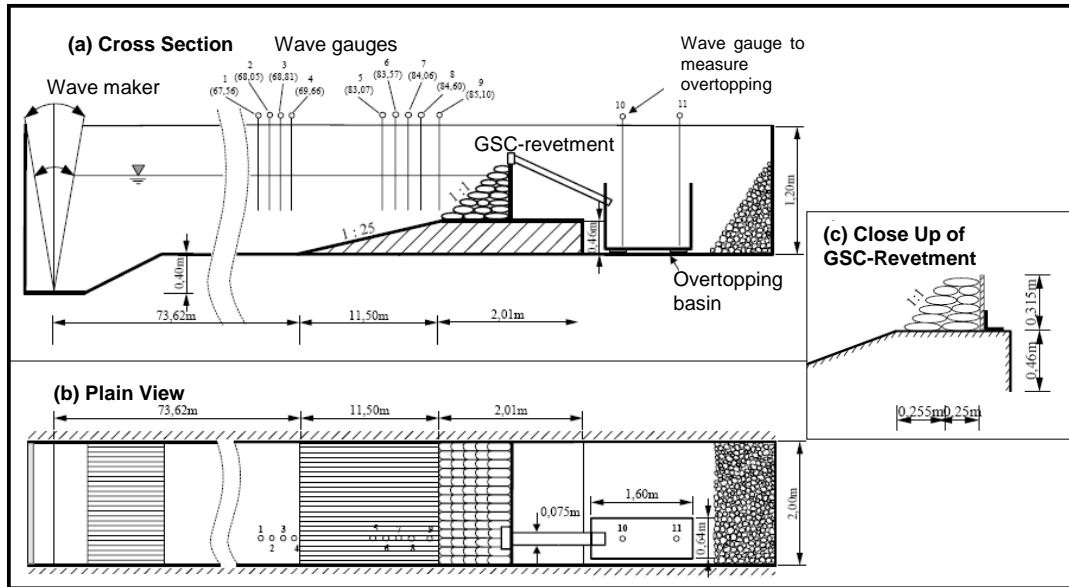 (a) Cross Section
Wave gauges
Wave maker
1
(67,56)
2
(68,05)
3
(68,81)
4
(69,66)
5
(83,07)
6
(83,57)
7
(84,06)
8
(84,60)
9
(85,10)
Wave gauge to
measure
overtopping
10
11
GSC-revetment
1:1
1 : 25
0,40m
0,46m
1,20m
Overtopping
basin
73,62m
11,50m
2,01m
(c) Close Up of
GSC-Revetment
1:1
0,315m
0,46m
0,255m
0,25m
(b) Plain View
73,62m
11,50m
2,01m
1
2
3
4
5
6
7
8
9
0,075m
1,60m
10
11
0,64m
2,00m